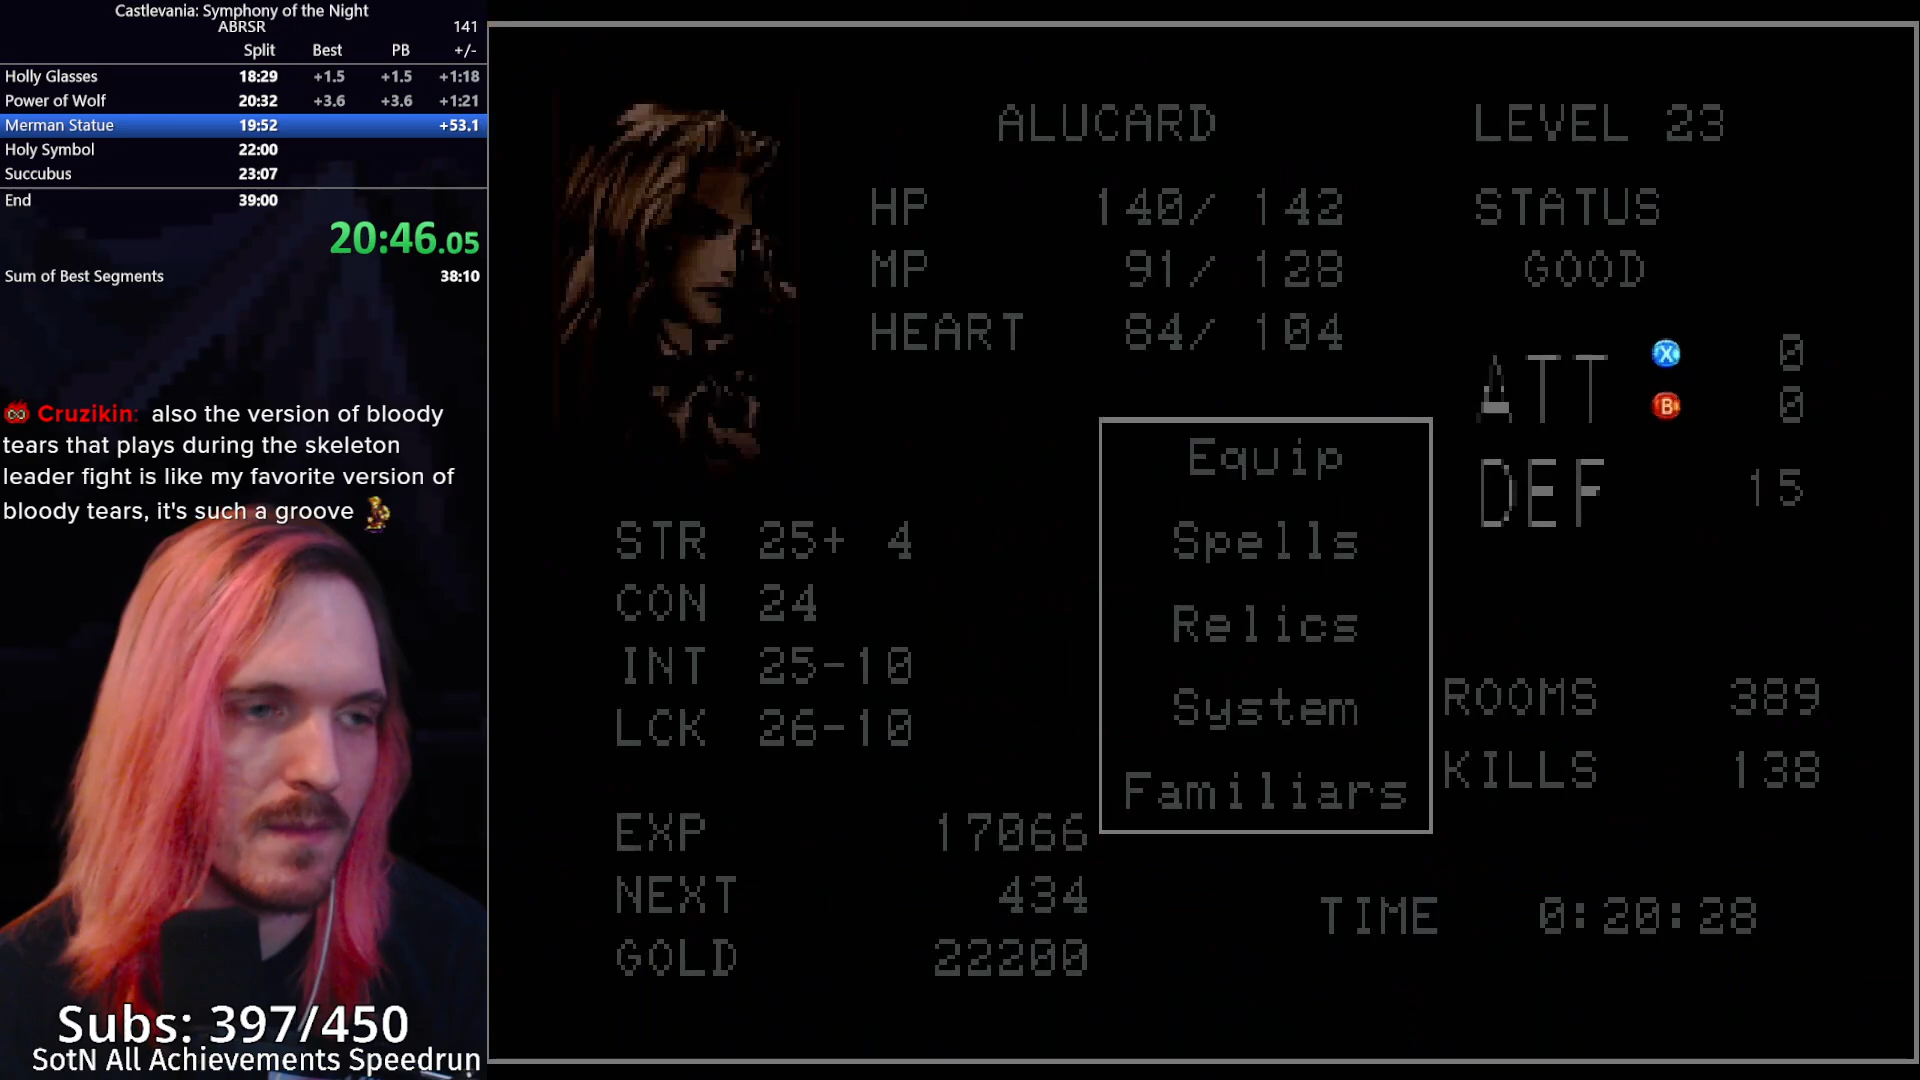 Castlevania: Symphony of the Night
ABRSR 141
Split Best PB +/-
Holly Glasses 18:29 +1.5 +1.5 +1:18
Power of Wolf 20:32 +3.6 +3.6 +1:21
Merman Statue 19:52 +53.1
Holy Symbol 22:00
Succubus 23:07
End 39:00
20:46.05
Sum of Best Segments 38:10
Cruzikin: also the version of bloody
tears that plays during the skeleton
leader fight is like my favorite version of
bloody tears, it's such a groove
Subs: 397/450
SotN All Achievements Speedrun
ALUCARD LEVEL 23
HP 140/ 142 STATUS
MP 91/ 128 GOOD
HEART 84/ 104
ATT X 0
B 0
DEF 15
Equip
Spells
Relics
System
Familiars
STR 25+ 4
CON 24
INT 25-10
LCK 26-10
ROOMS 389
KILLS 138
EXP 17066
NEXT 434
GOLD 22200
TIME 0:20:28